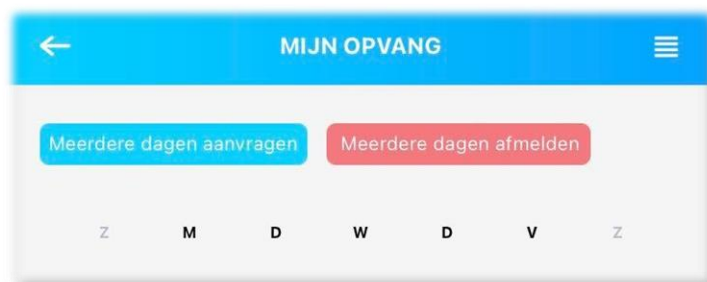 MIJN OPVANG
Meerdere dagen aanvragen Meerdere dagen afmelden
Z M D W D V Z